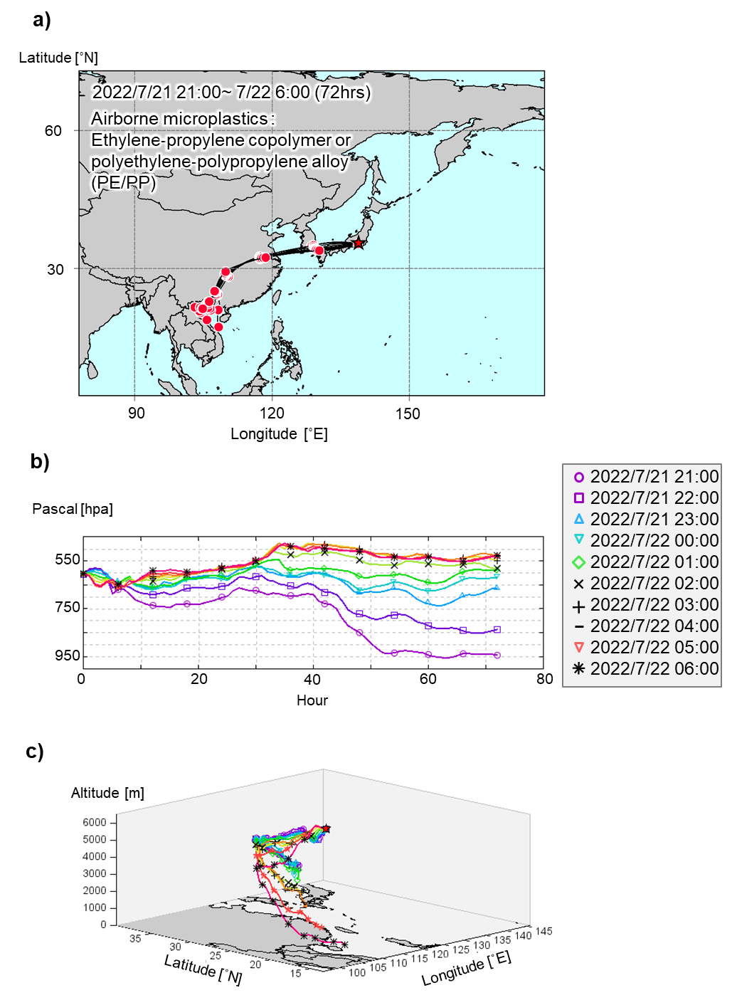 a)
Latitude [˚N]
2022/7/21 21:00~ 7/22 6:00 (72hrs)
Airborne microplastics :
Ethylene-propylene copolymer or
polyethylene-polypropylene alloy
(PE/PP)
60
30
90 120 150
Longitude [˚E]
b)
Pascal [hpa]
550
750
950
0 20 40 60 80
Hour
2022/7/21 21:00
2022/7/21 22:00
2022/7/21 23:00
2022/7/22 00:00
2022/7/22 01:00
2022/7/22 02:00
2022/7/22 03:00
2022/7/22 04:00
2022/7/22 05:00
2022/7/22 06:00
c)
Altitude [m]
6000
5000
4000
3000
2000
1000
0
35 30 25 20 15
Latitude [˚N]
100 105 110 115 120 125 130 135 140 145
Longitude [˚E]